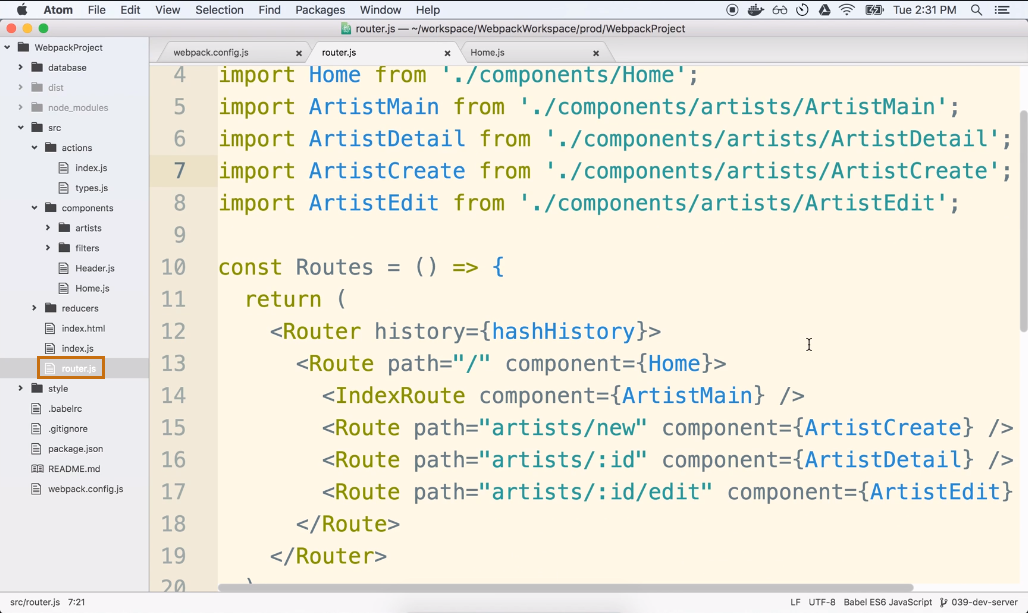 Atom File Edit View Selection Find Packages Window Help Tue 2:31 PM
router.js — ~/workspace/WebpackWorkspace/prod/WebpackProject
WebpackProject
database
dist
node_modules
src
actions
index.js
types.js
components
artists
filters
Header.js
Home.js
reducers
index.html
index.js
router.js
style
.babelrc
.gitignore
package.json
README.md
webpack.config.js
webpack.config.js router.js Home.js
4 import Home from './components/Home';
5 import ArtistMain from './components/artists/ArtistMain';
6 import ArtistDetail from './components/artists/ArtistDetail';
7 import ArtistCreate from './components/artists/ArtistCreate';
8 import ArtistEdit from './components/artists/ArtistEdit';
9
10 const Routes = () => {
11 return (
12 <Router history={hashHistory}>
13 <Route path="/" component={Home}>
14 <IndexRoute component={ArtistMain} />
15 <Route path="artists/new" component={ArtistCreate} />
16 <Route path="artists/:id" component={ArtistDetail} />
17 <Route path="artists/:id/edit" component={ArtistEdit}
18 </Route>
19 </Router>
20 )
src/router.js 7:21 LF UTF-8 Babel ES6 JavaScript 039-dev-server